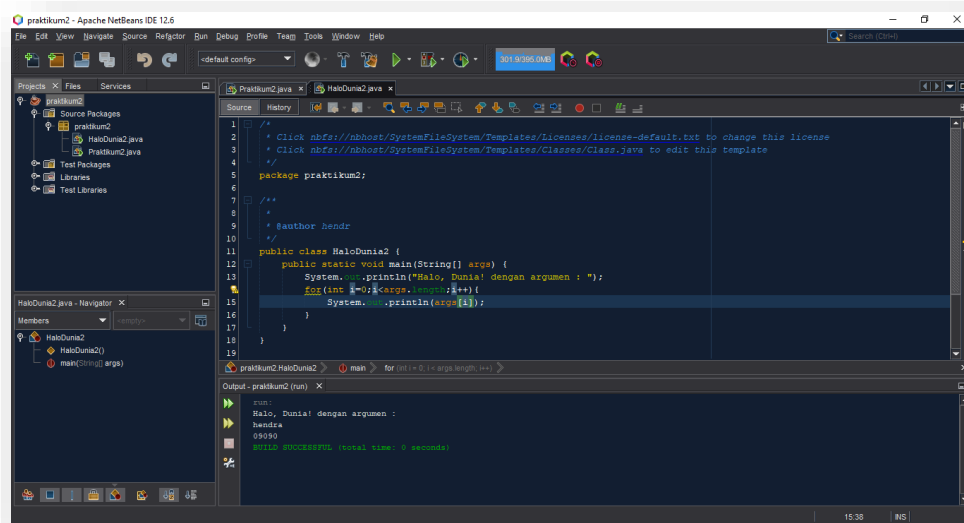 praktikum2 - Apache NetBeans IDE 12.6
File Edit View Navigate Source Refactor Run Debug Profile Team Tools Window Help
Search (Ctrl+I)
<default config>
301.9/395.0MB
Projects X Files Services
praktikum2
Source Packages
praktikum2
HaloDunia2.java
Praktikum2.java
Test Packages
Libraries
Test Libraries
Praktikum2.java x HaloDunia2.java x
Source History
1 /*
2 * Click nbfs://nbhost/SystemFileSystem/Templates/Licenses/license-default.txt to change this license
3 * Click nbfs://nbhost/SystemFileSystem/Templates/Classes/Class.java to edit this template
4 */
5 package praktikum2;
6
7 /**
8 *
9 * @author hendr
10 */
11 public class HaloDunia2 {
12 public static void main(String[] args) {
13 System.out.println("Halo, Dunia! dengan argumen : ");
for(int i=0;i<args.length;i++){
15 System.out.println(args[i]);
16 }
17 }
18 }
19
praktikum2.HaloDunia2 main for (int i = 0; i < args.length; i++)
HaloDunia2.java - Navigator X
Members <empty>
HaloDunia2
HaloDunia2()
main(String[] args)
Output - praktikum2 (run) X
run:
Halo, Dunia! dengan argumen :
hendra
09090
BUILD SUCCESSFUL (total time: 0 seconds)
15:38 INS